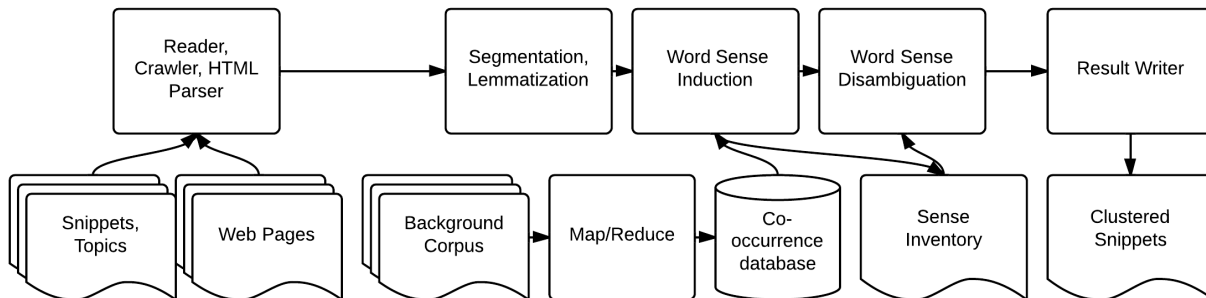 Reader,
Crawler, HTML
Parser
Segmentation,
Lemmatization
Word Sense
Induction
Word Sense
Disambiguation
Result Writer
Snippets,
Topics
Web Pages
Background
Corpus
Map/Reduce
Co-
occurrence
database
Sense
Inventory
Clustered
Snippets